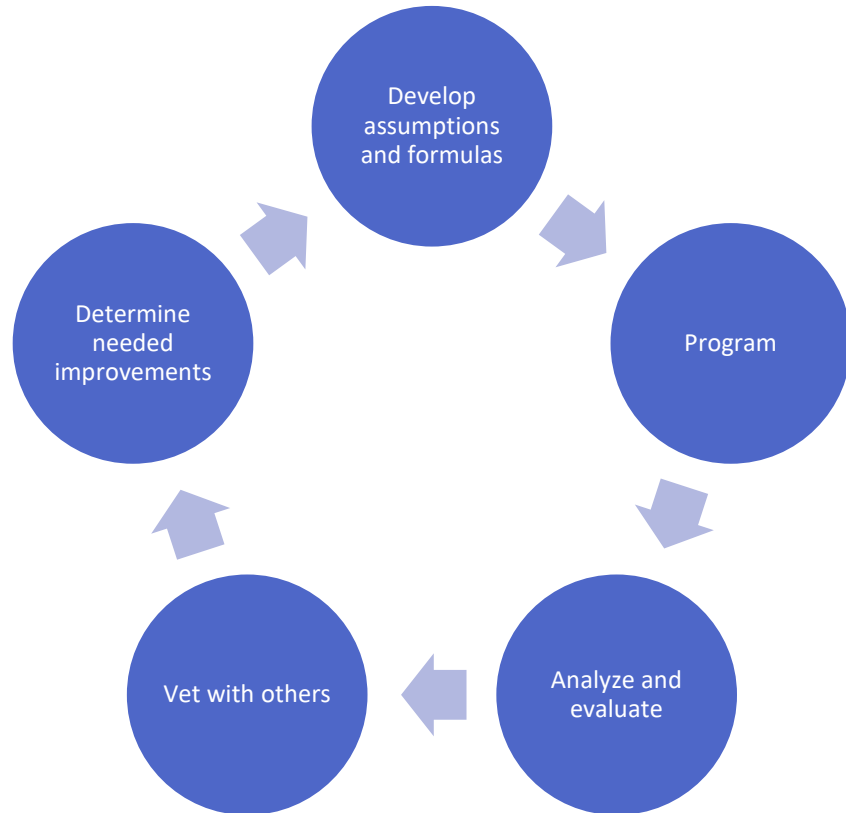 Develop
assumptions
and formulas
Program
Analyze and
evaluate
Vet with others
Determine
needed
improvements